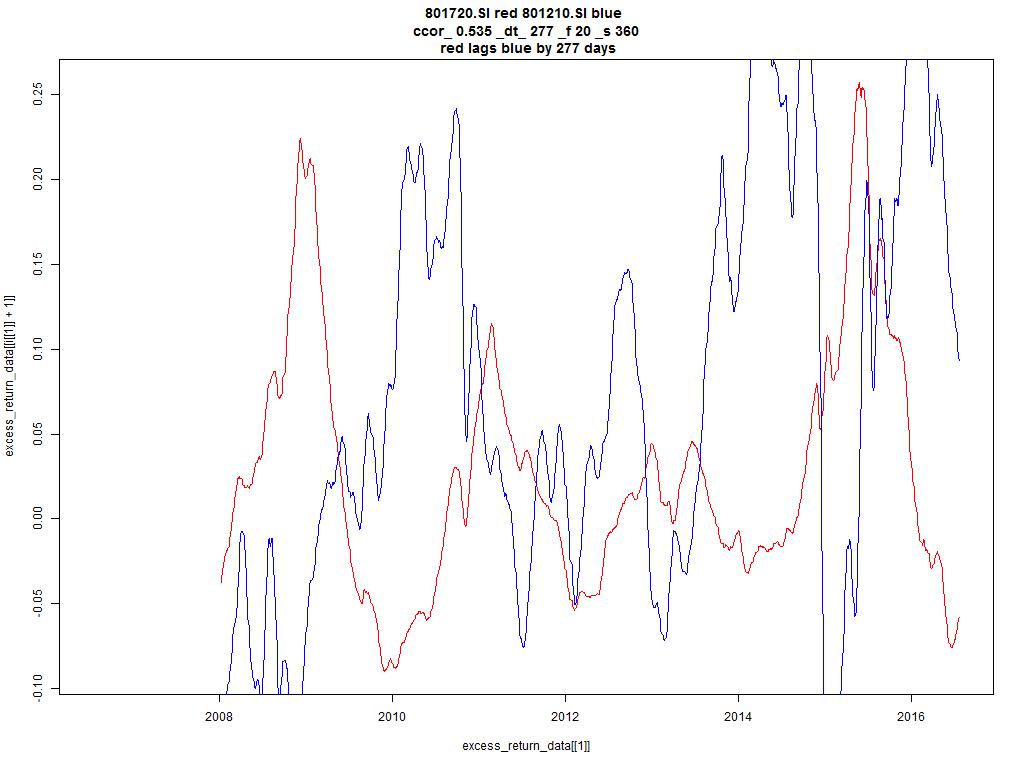 801720.SI red 801210.SI blue
ccor_ 0.535 _dt_ 277 _f 20 _s 360
red lags blue by 277 days
0.25
0.20
0.15
0.10
0.05
0.00
-0.05
-0.10
excess_return_data[[i[[1]] + 1]]
2008 2010 2012 2014 2016
excess_return_data[[1]]